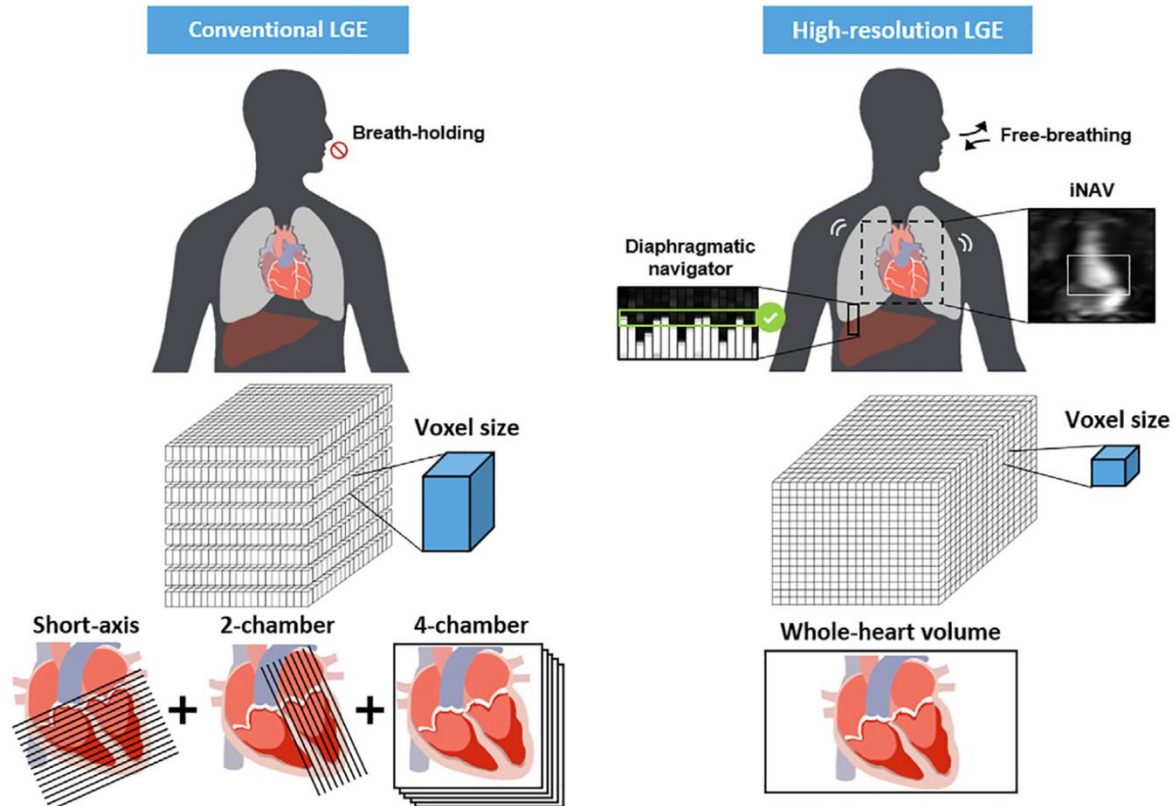 Conventional LGE
Breath-holding
Voxel size
Short-axis
2-chamber
4-chamber
+
+
High-resolution LGE
Free-breathing
iNAV
Diaphragmatic
navigator
Voxel size
Whole-heart volume